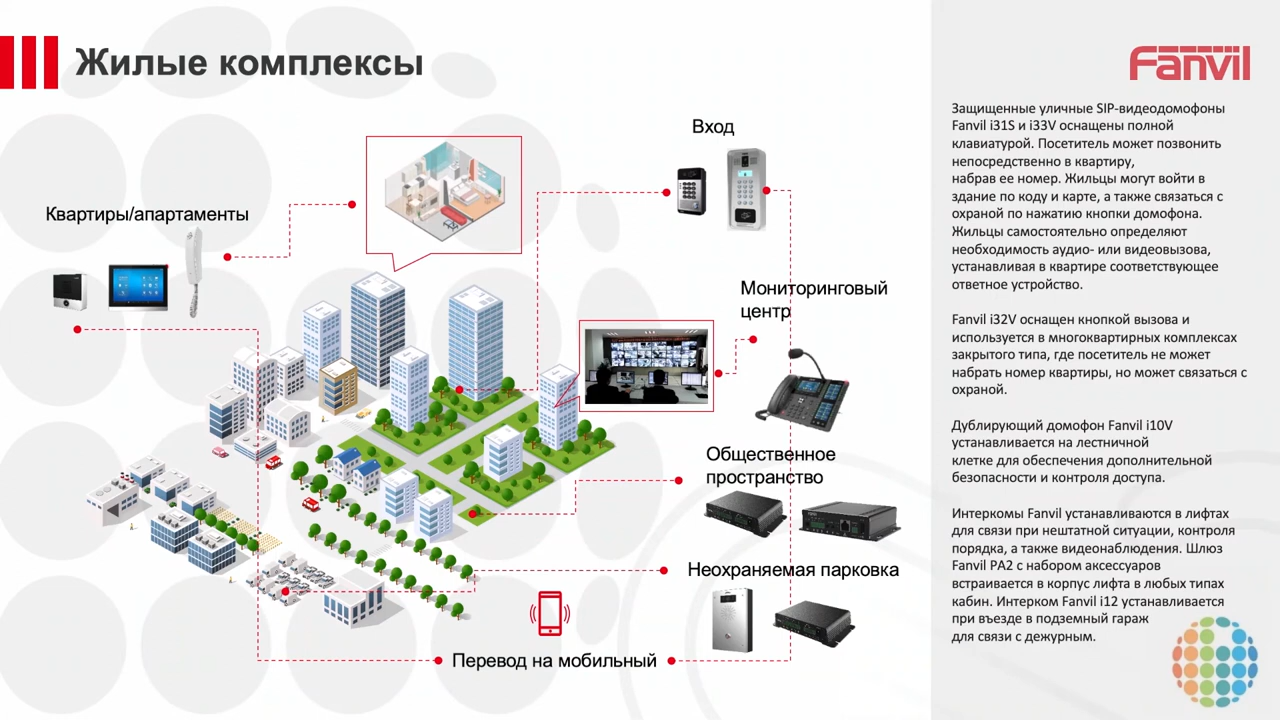 Жилые комплексы
Fanvil
Вход
Квартиры/апартаменты
Мониторинговый
центр
Общественное
пространство
Неохраняемая парковка
Перевод на мобильный
Защищенные уличные SIP-видеодомофоны
Fanvil i31S и i33V оснащены полной
клавиатурой. Посетитель может позвонить
непосредственно в квартиру,
набрав ее номер. Жильцы могут войти в
здание по коду и карте, а также связаться с
охраной по нажатию кнопки домофона.
Жильцы самостоятельно определяют
необходимость аудио- или видеовызова,
устанавливая в квартире соответствующее
ответное устройство.
Fanvil i32V оснащен кнопкой вызова и
используется в многоквартирных комплексах
закрытого типа, где посетитель не может
набрать номер квартиры, но может связаться с
охраной.
Дублирующий домофон Fanvil i10V
устанавливается на лестничной
клетке для обеспечения дополнительной
безопасности и контроля доступа.
Интеркомы Fanvil устанавливаются в лифтах
для связи при нештатной ситуации, контроля
порядка, а также видеонаблюдения. Шлюз
Fanvil PA2 с набором аксессуаров
встраивается в корпус лифта в любых типах
кабин. Интерком Fanvil i12 устанавливается
при въезде в подземный гараж
для связи с дежурным.